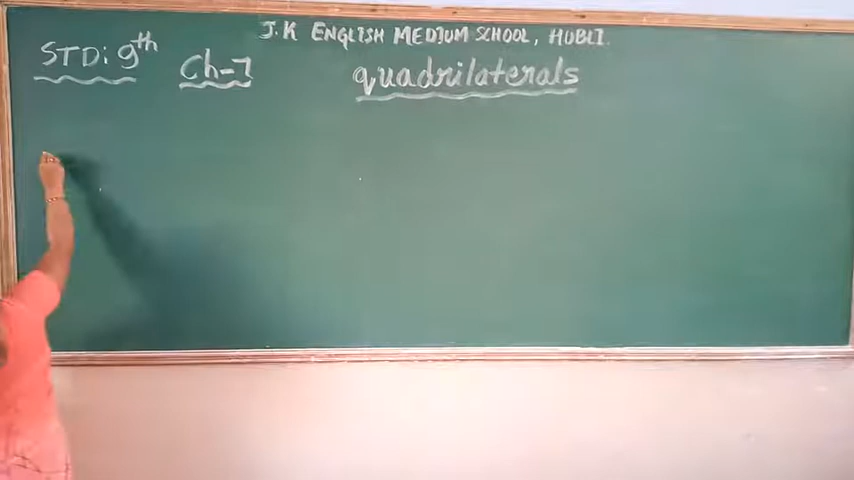 J.K ENGLISH MEDIUM SCHOOL, HUBLI.
STD: 9th Ch-7 quadrilaterals